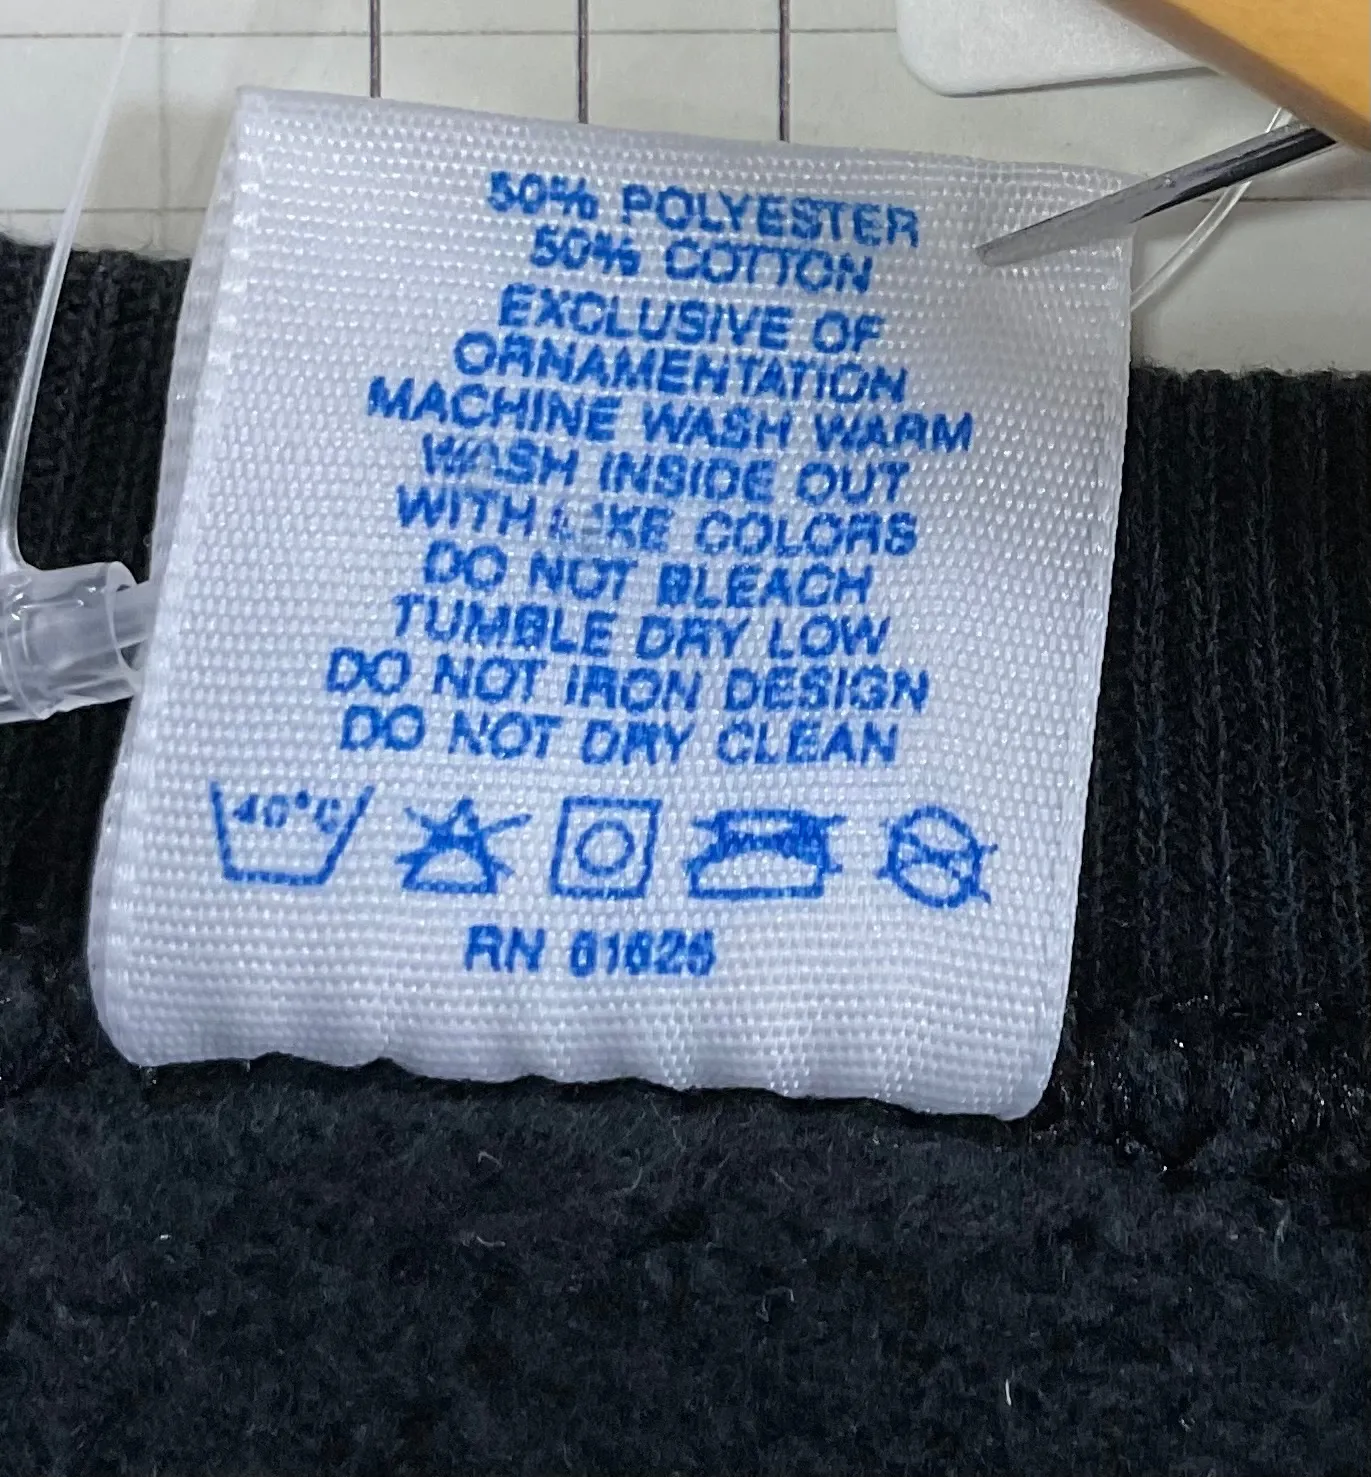 50% POLYESTER
50% COTTON
EXCLUSIVE OF
ORNAMENTATION
MACHINE WASH WARM
WASH INSIDE OUT
WITH LIKE COLORS
DO NOT BLEACH
TUMBLE DRY LOW
DO NOT IRON DESIGN
DO NOT DRY CLEAN
40°C
RN